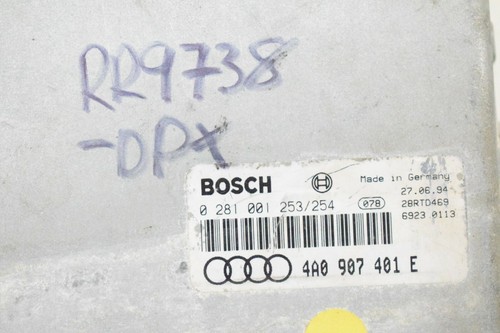 RR9738
-DPX
BOSCH Made in Germany
27.06.94
0 281 001 253/254 078 28RTD469
6923 0113
4A0 907 401 E